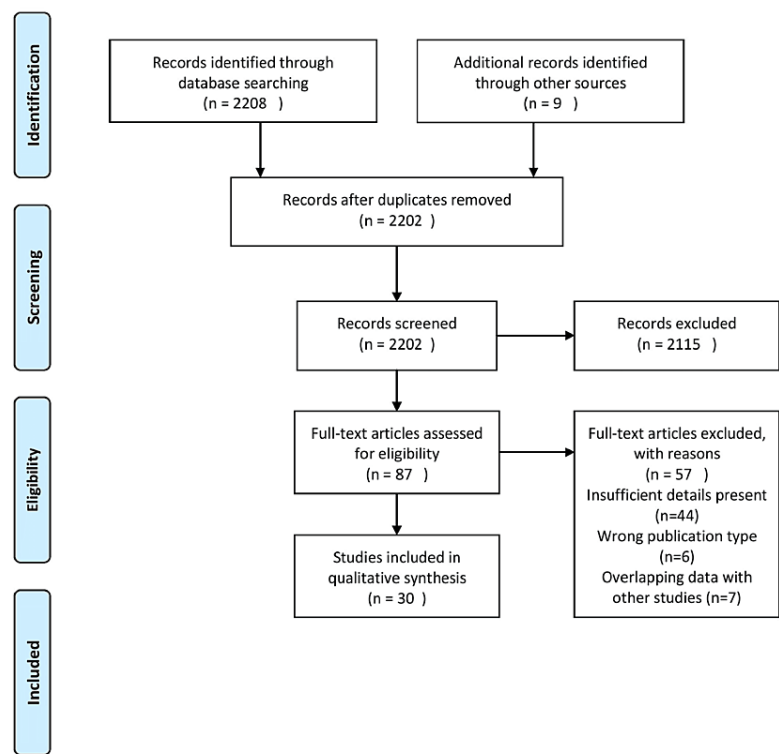 Identification
Records identified through
database searching
(n = 2208 )
Additional records identified
through other sources
(n = 9 )
Records after duplicates removed
(n = 2202 )
Screening
Records screened
(n = 2202 )
Records excluded
(n = 2115 )
Eligibility
Full-text articles assessed
for eligibility
(n = 87 )
Full-text articles excluded,
with reasons
(n = 57 )
Insufficient details present
(n=44)
Wrong publication type
(n=6)
Overlapping data with
other studies (n=7)
Studies included in
qualitative synthesis
(n = 30 )
Included